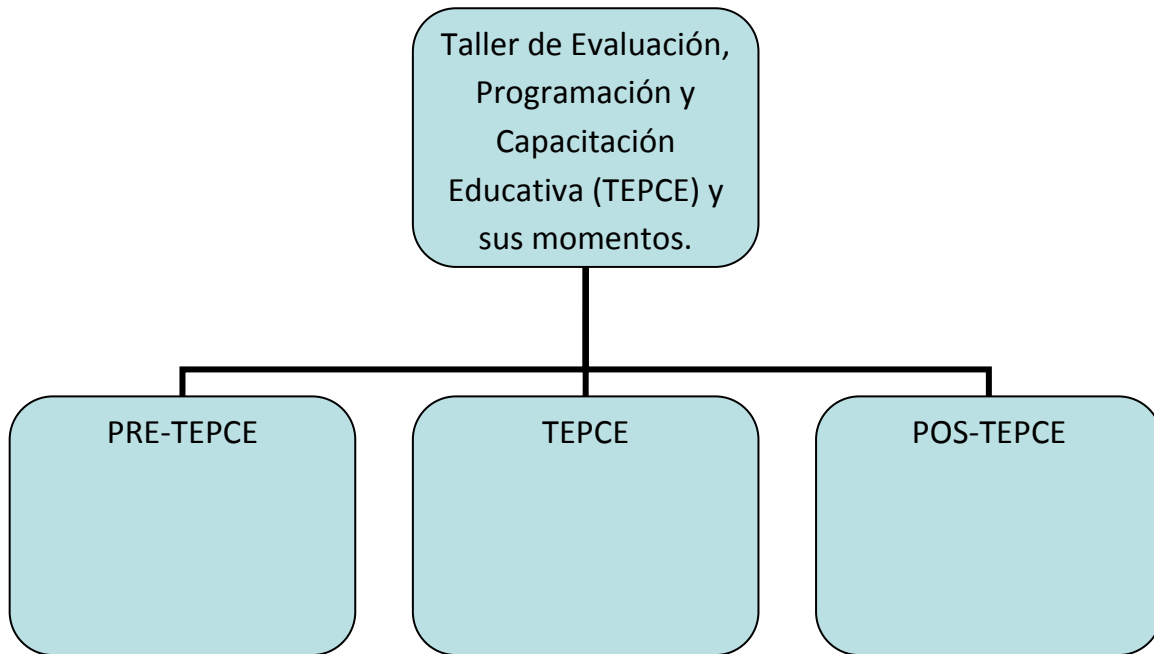 Taller de Evaluación,
Programación y
Capacitación
Educativa (TEPCE) y
sus momentos.
PRE-TEPCE
TEPCE
POS-TEPCE